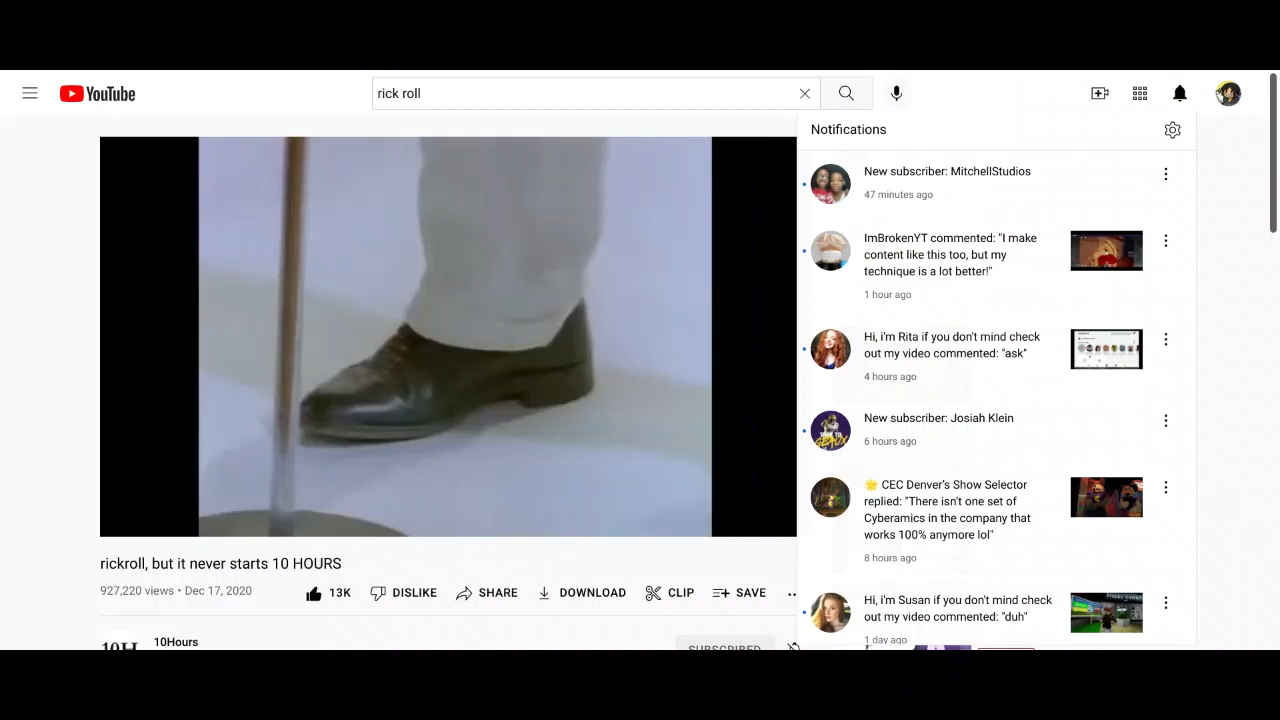 YouTube
rick roll
Notifications
New subscriber: MitchellStudios
47 minutes ago
ImBrokenYT commented: "I make
content like this too, but my
technique is a lot better!"
1 hour ago
Hi, i'm Rita if you don't mind check
out my video commented: "ask"
4 hours ago
New subscriber: Josiah Klein
6 hours ago
🌟 CEC Denver's Show Selector
replied: "There isn't one set of
Cyberamics in the company that
works 100% anymore lol"
8 hours ago
Hi, i'm Susan if you don't mind check
out my video commented: "duh"
1 day ago
rickroll, but it never starts 10 HOURS
927,220 views • Dec 17, 2020
13K DISLIKE SHARE DOWNLOAD CLIP SAVE
10H
10Hours
SUBSCRIBED